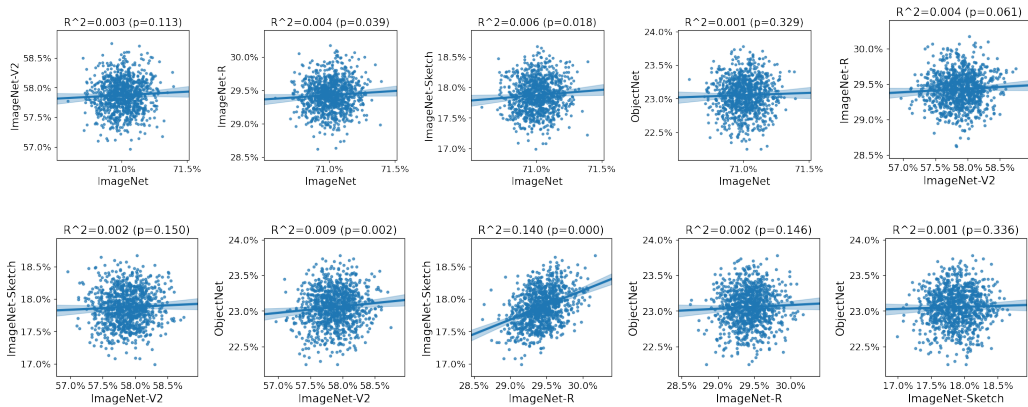 R^2=0.003 (p=0.113)
58.5%
58.0%
57.5%
57.0%
ImageNet-V2
71.0% 71.5%
ImageNet
R^2=0.004 (p=0.039)
30.0%
29.5%
29.0%
28.5%
ImageNet-R
71.0% 71.5%
ImageNet
R^2=0.006 (p=0.018)
18.5%
18.0%
17.5%
17.0%
ImageNet-Sketch
71.0% 71.5%
ImageNet
R^2=0.001 (p=0.329)
24.0%
23.5%
23.0%
22.5%
ObjectNet
71.0% 71.5%
ImageNet
R^2=0.004 (p=0.061)
30.0%
29.5%
29.0%
28.5%
ImageNet-R
57.0% 57.5% 58.0% 58.5%
ImageNet-V2
R^2=0.002 (p=0.150)
18.5%
18.0%
17.5%
17.0%
ImageNet-Sketch
57.0% 57.5% 58.0% 58.5%
ImageNet-V2
R^2=0.009 (p=0.002)
24.0%
23.5%
23.0%
22.5%
ObjectNet
57.0% 57.5% 58.0% 58.5%
ImageNet-V2
R^2=0.140 (p=0.000)
18.5%
18.0%
17.5%
17.0%
ImageNet-Sketch
28.5% 29.0% 29.5% 30.0%
ImageNet-R
R^2=0.002 (p=0.146)
24.0%
23.5%
23.0%
22.5%
ObjectNet
28.5% 29.0% 29.5% 30.0%
ImageNet-R
R^2=0.001 (p=0.336)
24.0%
23.5%
23.0%
22.5%
ObjectNet
17.0% 17.5% 18.0% 18.5%
ImageNet-Sketch